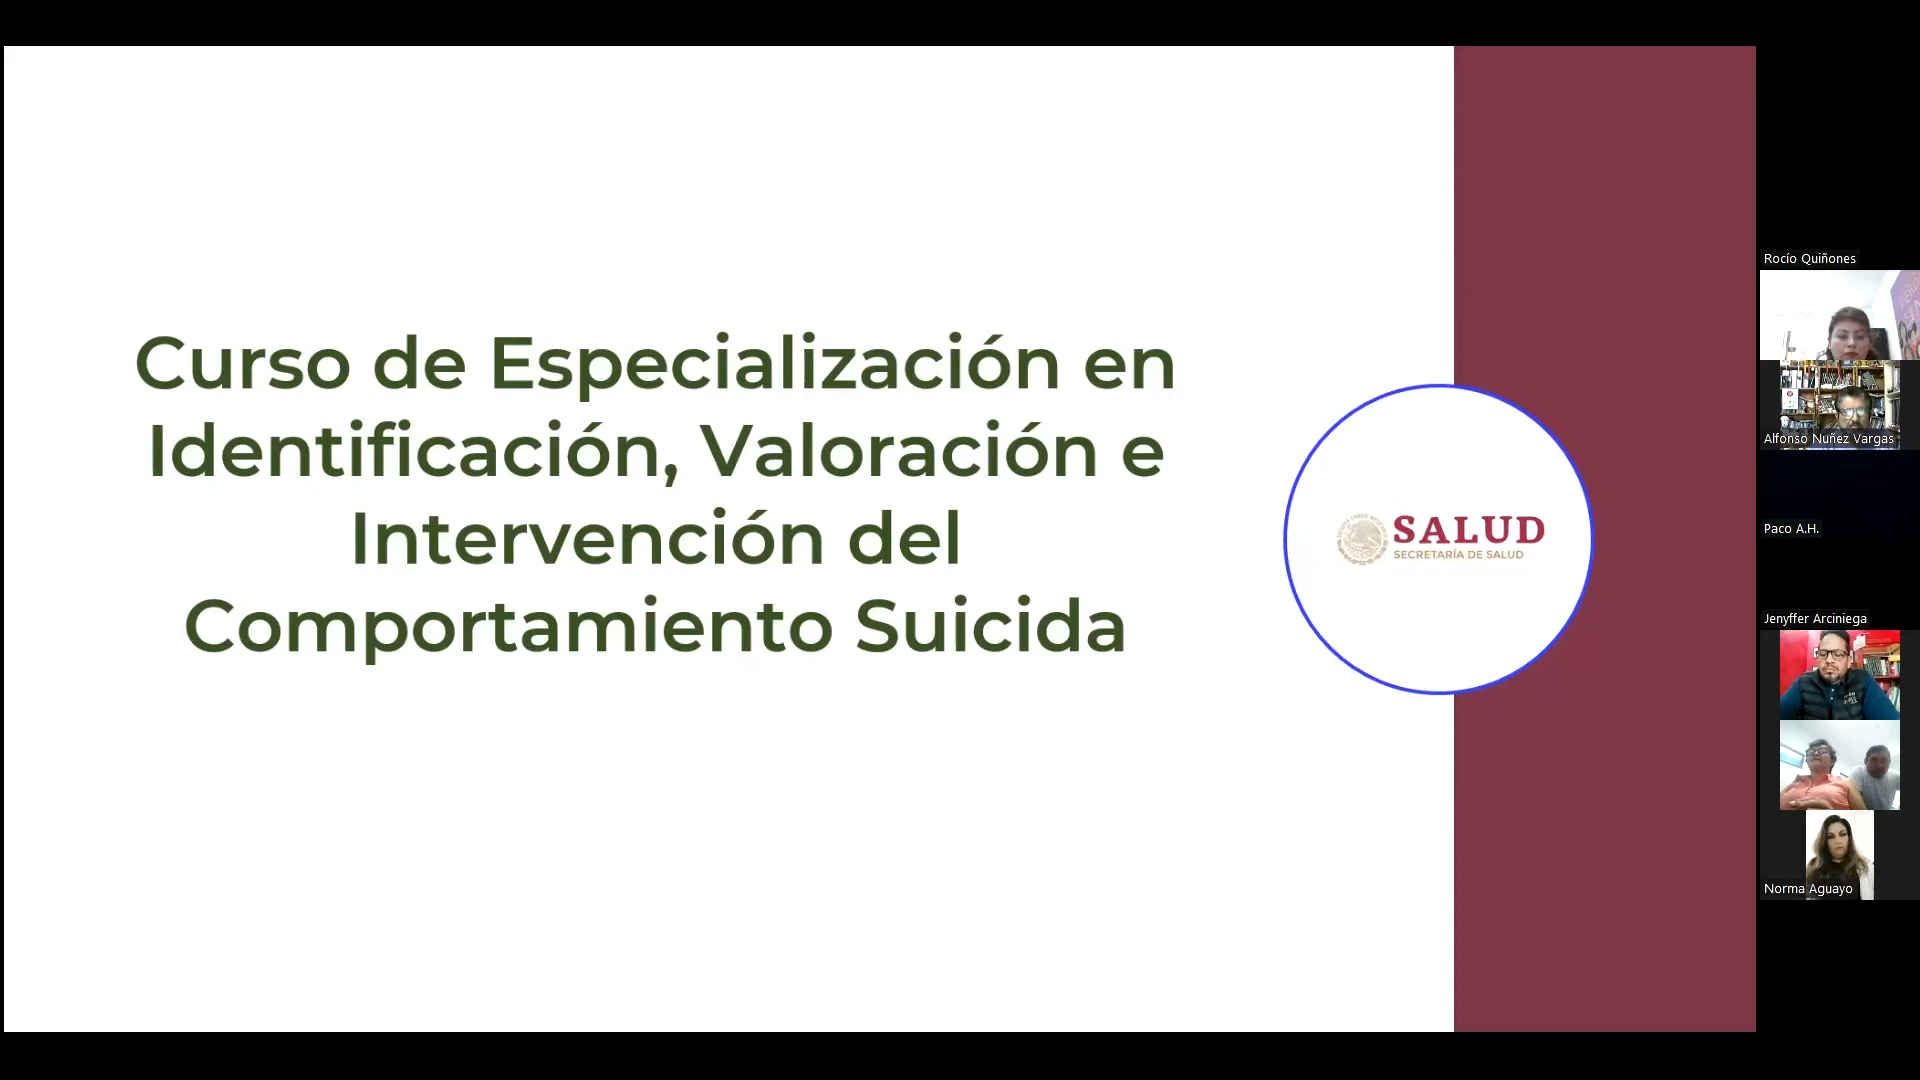 Curso de Especialización en
Identificación, Valoración e
Intervención del
Comportamiento Suicida
SALUD
SECRETARÍA DE SALUD
Rocío Quiñones
Alfonso Nuñez Vargas
Paco A.H.
Jenyffer Arciniega
Norma Aguayo